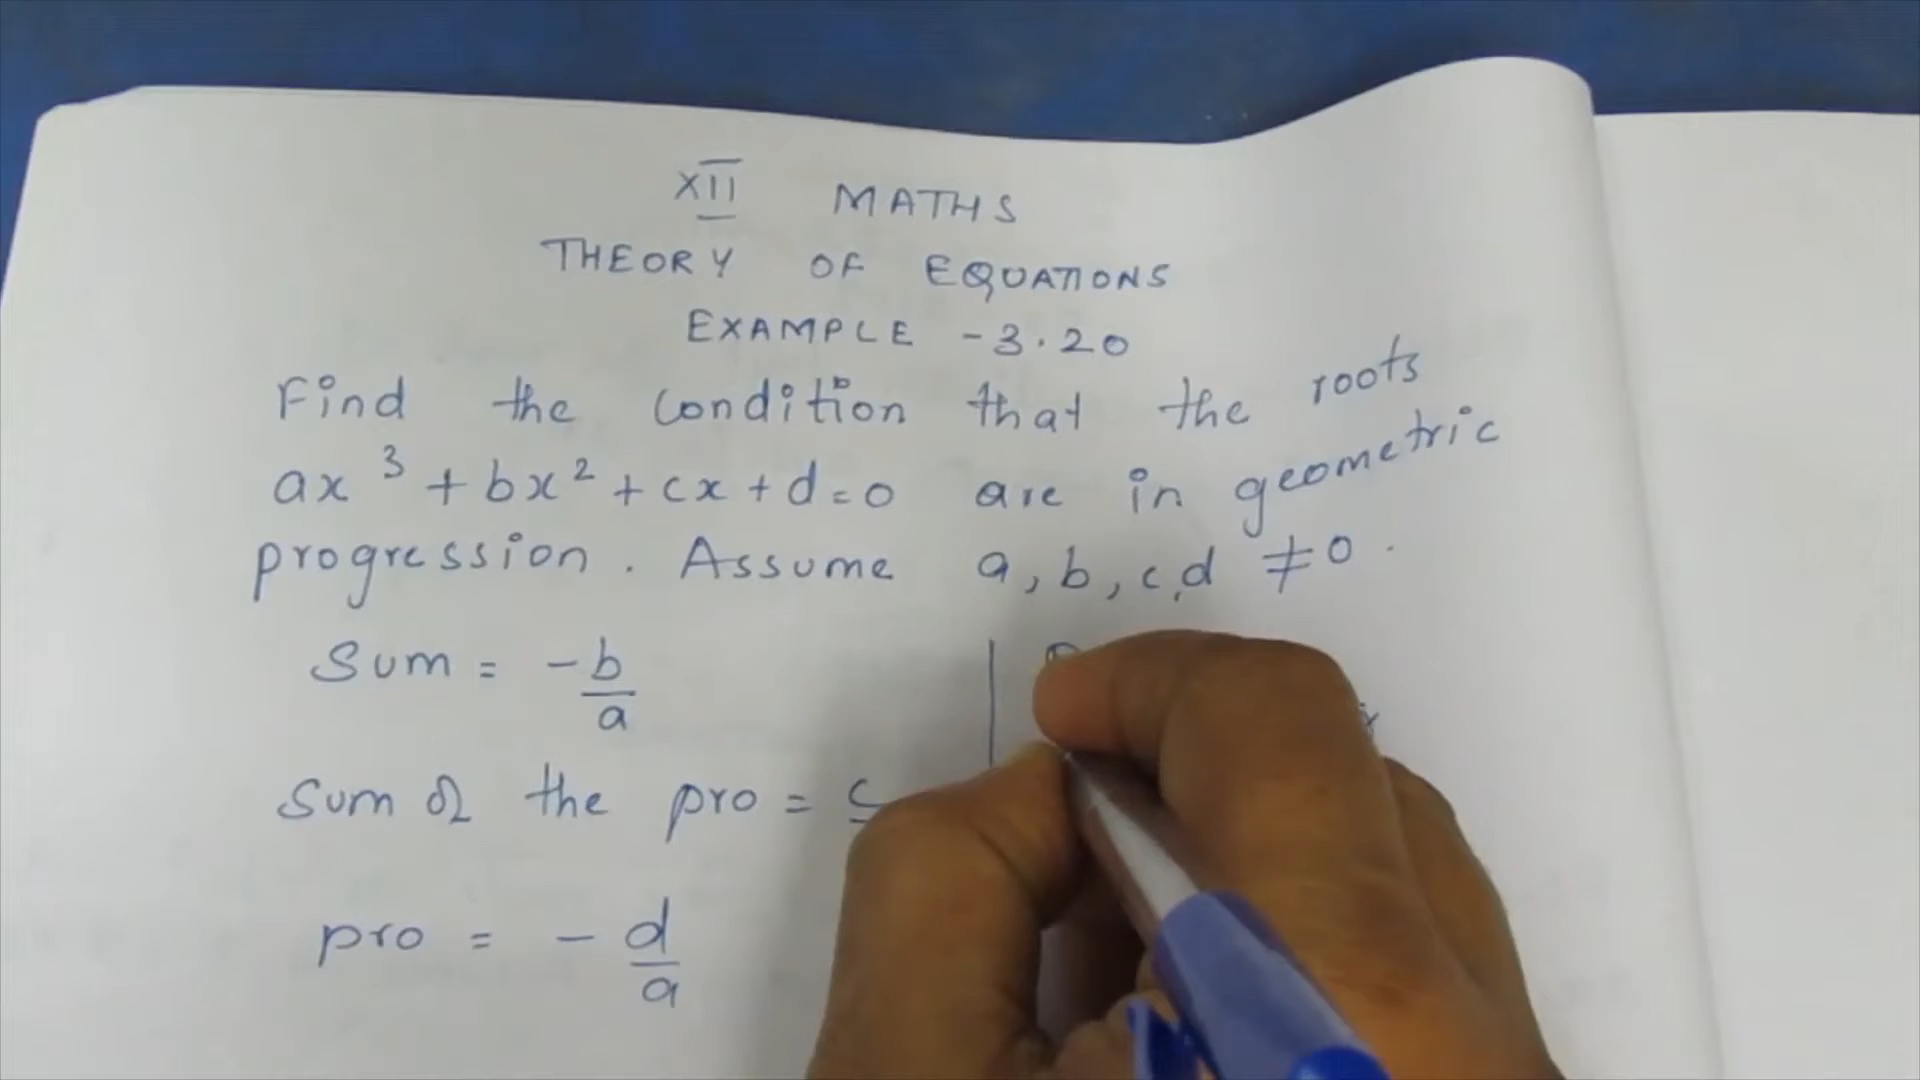 XII MATHS
THEORY OF EQUATIONS
EXAMPLE - 3.20
Find the condition that the roots
ax³ + bx² + cx + d = 0 are in geometric
progression. Assume a, b, c, d ≠ 0.
Sum = -b/a
Sum of the pro = c
pro = - d/a